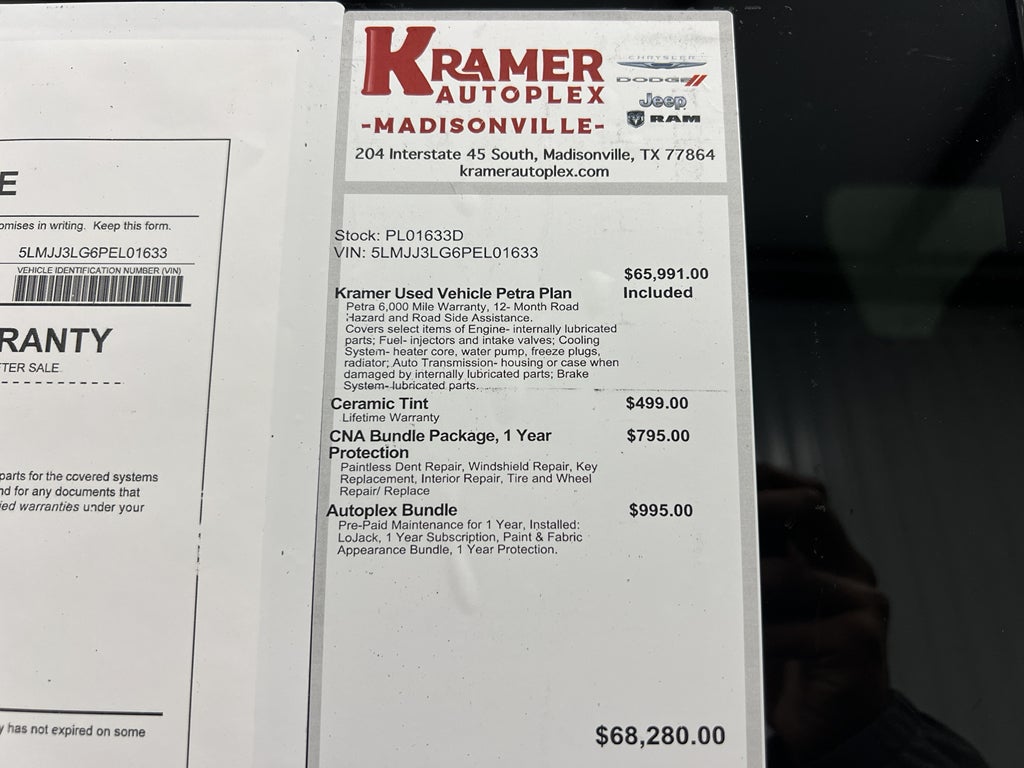 E
omises in writing. Keep this form.
5LMJJ3LG6PEL01633
VEHICLE IDENTIFICATION NUMBER (VIN)
RANTY
TER SALE
parts for the covered systems
nd for any documents that
ied warranties under your
y has not expired on some
KRAMER
AUTOPLEX
-MADISONVILLE-
CHRYSLER
DODGE
Jeep
RAM
204 Interstate 45 South, Madisonville, TX 77864
kramerautoplex.com
Stock: PL01633D
VIN: 5LMJJ3LG6PEL01633
$65,991.00
Kramer Used Vehicle Petra Plan Included
Petra 6,000 Mile Warranty, 12- Month Road
Hazard and Road Side Assistance.
Covers select items of Engine- internally lubricated
parts; Fuel- injectors and intake valves; Cooling
System- heater core, water pump, freeze plugs,
radiator; Auto Transmission- housing or case when
damaged by internally lubricated parts; Brake
System- lubricated parts.
Ceramic Tint $499.00
Lifetime Warranty
CNA Bundle Package, 1 Year $795.00
Protection
Paintless Dent Repair, Windshield Repair, Key
Replacement, Interior Repair, Tire and Wheel
Repair/ Replace
Autoplex Bundle $995.00
Pre-Paid Maintenance for 1 Year, Installed:
LoJack, 1 Year Subscription, Paint & Fabric
Appearance Bundle, 1 Year Protection.
$68,280.00